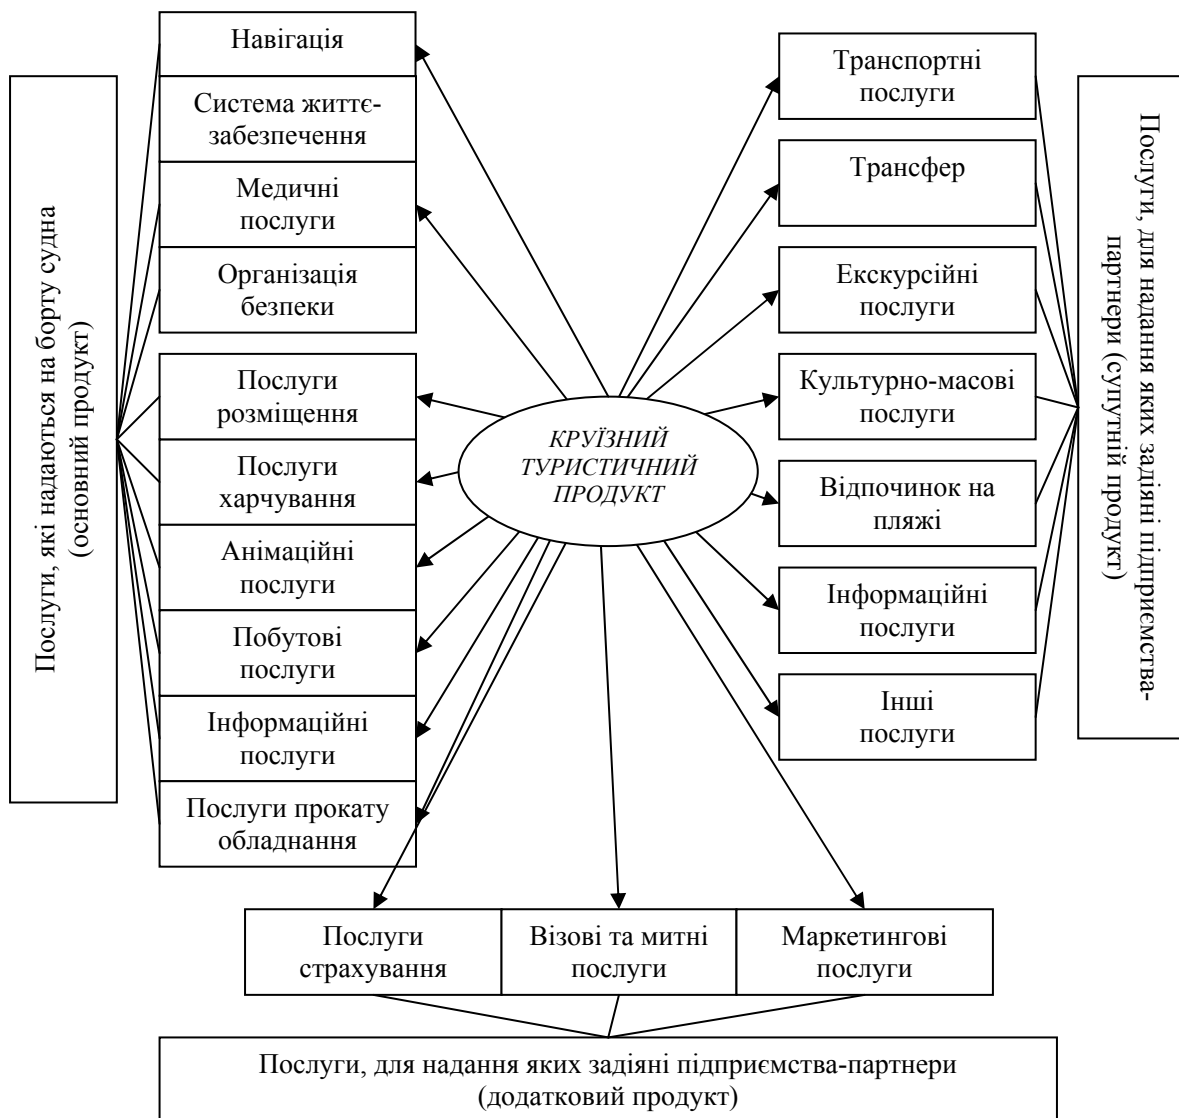 Послуги, які надаються на борту судна
(основний продукт)
Навігація
Система життє-
забезпечення
Медичні
послуги
Організація
безпеки
Послуги
розміщення
Послуги
харчування
Анімаційні
послуги
Побутові
послуги
Інформаційні
послуги
Послуги прокату
обладнання
КРУЇЗНИЙ
ТУРИСТИЧНИЙ
ПРОДУКТ
Транспортні
послуги
Трансфер
Екскурсійні
послуги
Культурно-масові
послуги
Відпочинок на
пляжі
Інформаційні
послуги
Інші
послуги
Послуги, для надання яких задіяні підприємства-
партнери (супутній продукт)
Послуги
страхування
Візові та митні
послуги
Маркетингові
послуги
Послуги, для надання яких задіяні підприємства-партнери
(додатковий продукт)